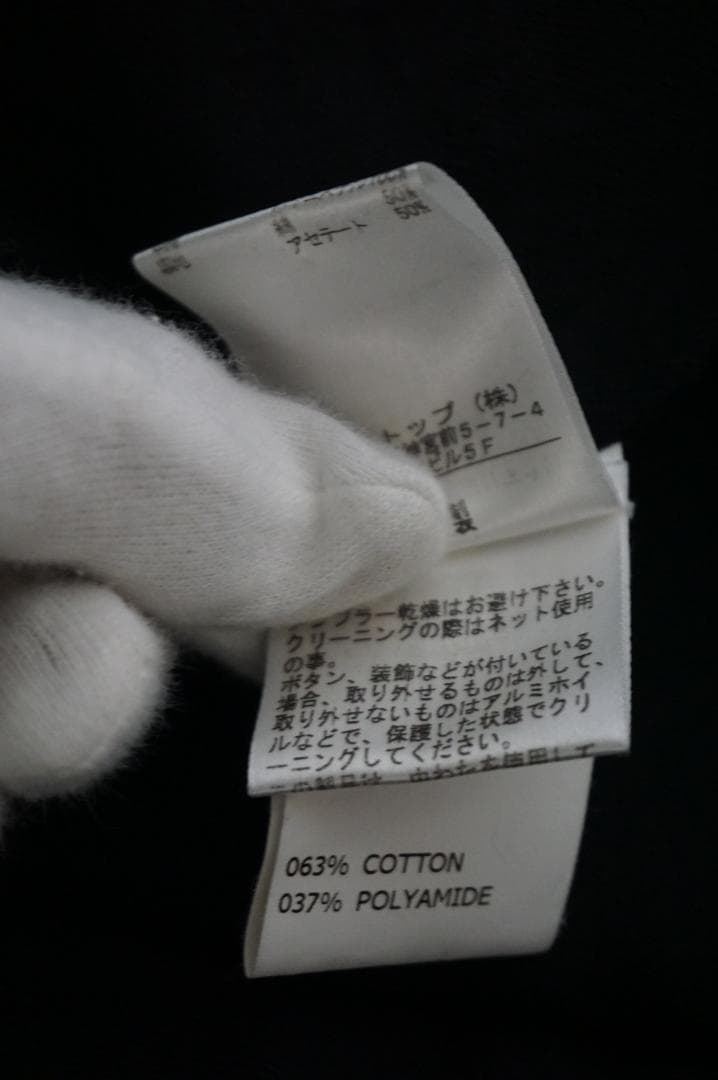 50%
50%
アセテート
トップ (株)
神宮前5-7-4
ビル5F
ンブラー乾燥はお避け下さい。
クリーニングの際はネット使用
の事。
ボタン、装飾などが付いている
場合、取り外せるものは外して、
取り外せないものはアルミホイ
ルなどで、保護した状態でクリ
ーニングしてください。
063% COTTON
037% POLYAMIDE